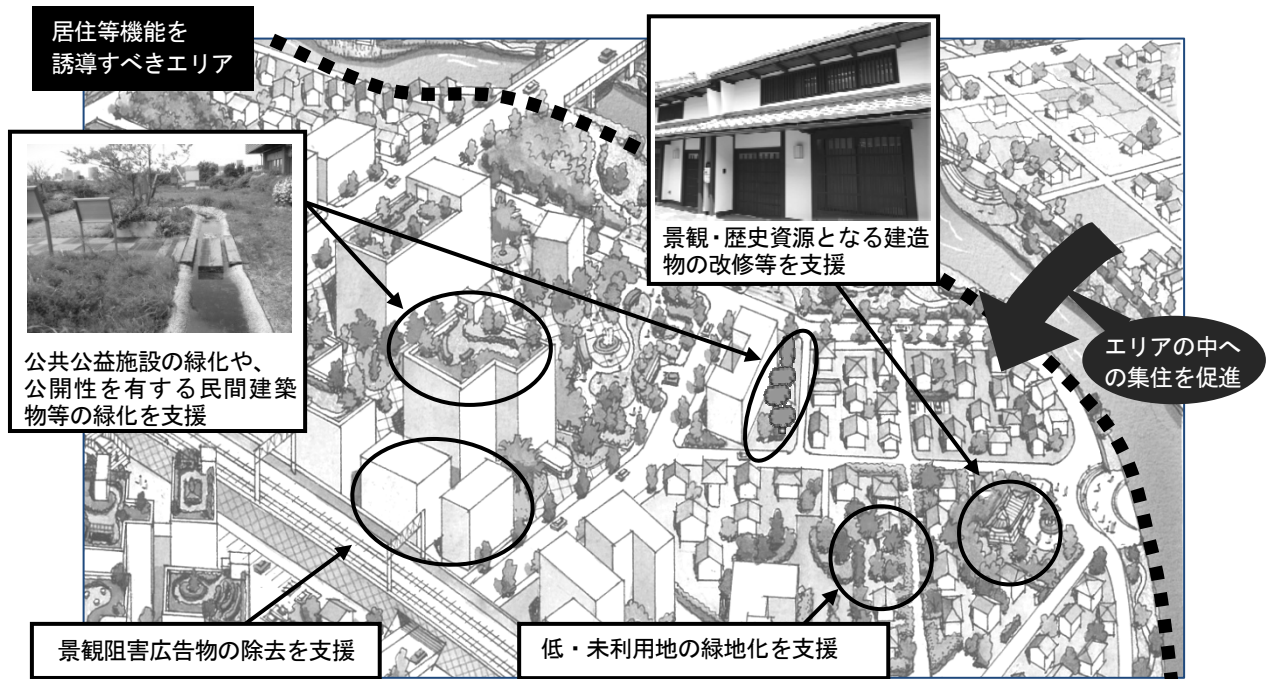 居住等機能を
誘導すべきエリア
景観・歴史資源となる建造
物の改修等を支援
公共公益施設の緑化や、
公開性を有する民間建築
物等の緑化を支援
エリアの中へ
の集住を促進
景観阻害広告物の除去を支援
低・未利用地の緑地化を支援